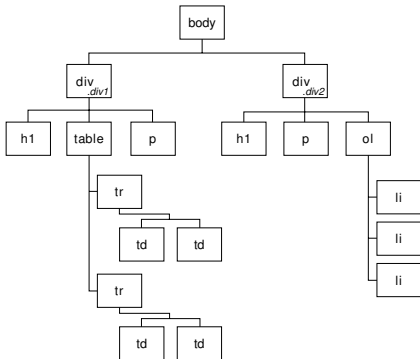 body
div
.div1
div
.div2
h1
table
p
h1
p
ol
tr
li
td
td
li
li
tr
td
td